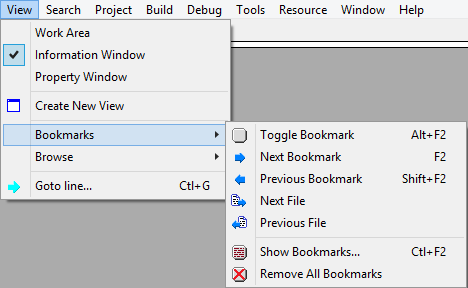 View Search Project Build Debug Tools Resource Window Help
Work Area
Information Window
Property Window
Create New View
Bookmarks
Browse
Goto line... Ctl+G
Toggle Bookmark Alt+F2
Next Bookmark F2
Previous Bookmark Shift+F2
Next File
Previous File
Show Bookmarks... Ctl+F2
Remove All Bookmarks